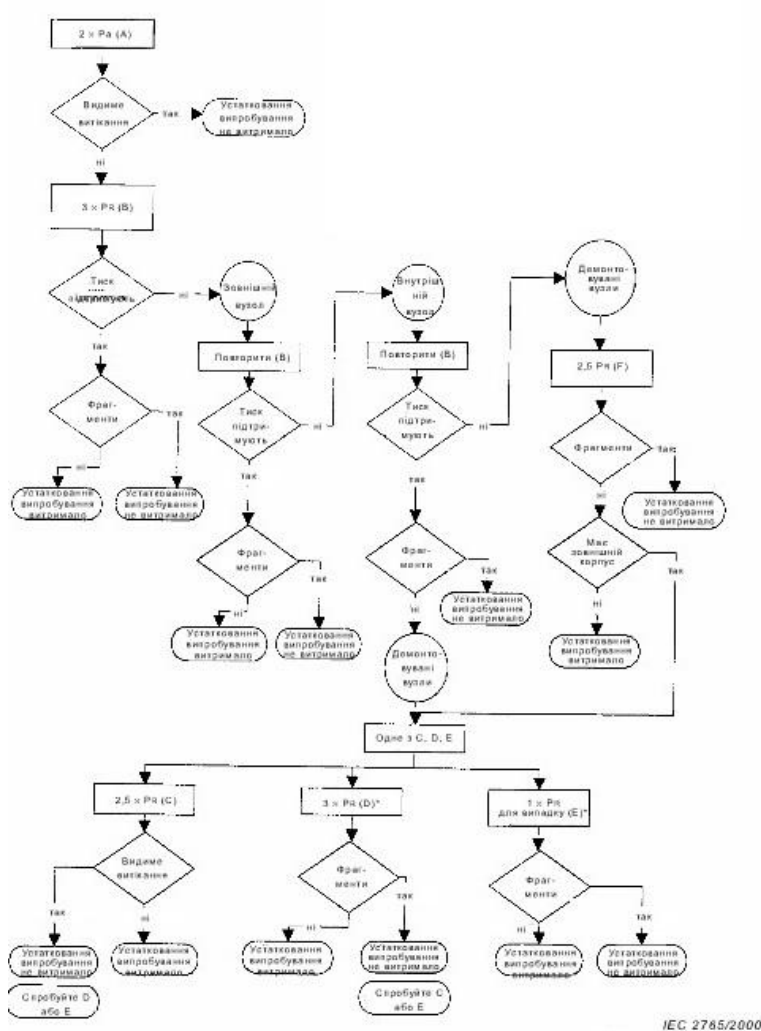 2 × Pa (A)
Видиме
витікання
так
Устатковання
випробування
не витримало
ні
3 × PR (B)
Тиск
ні
Зовнішній
вузол
Внутріш
ній
вузол
Демонто-
вувані
вузли
так
Повторити (В)
ні
Повторити (В)
ні
2,5 PR (F)
Фраг-
менти
так
ні
Тиск
підтри-
мують
Тиск
підтри-
мують
Фрагменти
так
Устатковання
випробування
витримало
Устатковання
випробування
не витримало
так
так
ні
Устатковання
випробування
не витримало
Фраг-
менти
так
ні
Фраг-
менти
так
ні
Має
зовнішній
корпус
так
ні
Устатковання
випробування
витримало
Устатковання
випробування
не витримало
Устатковання
випробування
не витримало
Устатковання
випробування
витримало
Демонто-
вувані
вузли
Одне з C, D, E
2,5 × PR (C)
3 × PR (D)*
1 × PR
для випадку (E)*
Видиме
витікання
Фраг-
менти
Фраг-
менти
так
ні
ні
так
ні
так
Устатковання
випробування
не витримало
Устатковання
випробування
витримало
Устатковання
випробування
витримало
Устатковання
випробування
не витримало
Устатковання
випробування
витримало
Устатковання
випробування
не витримало
Спробуйте D
або E
Спробуйте C
або E
IEC 2765/2000